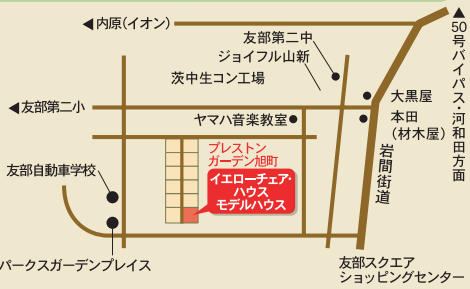 ◀内原(イオン)
▲50号バイパス・河和田方面
友部第二中
ジョイフル山新
茨中生コン工場
大黒屋
◀友部第二小
ヤマハ音楽教室
本田
(材木屋)
プレストン
ガーデン旭町
岩間街道
友部自動車学校
イエローチェア・
ハウス
モデルハウス
パークスガーデンプレイス
友部スクエア
ショッピングセンター